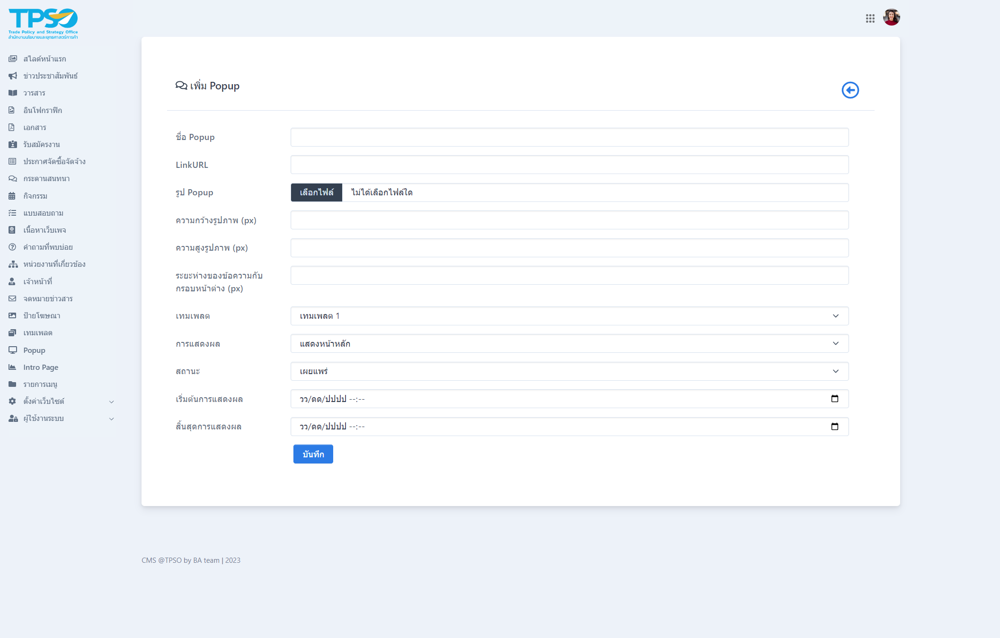 TPSO
Trade Policy and Strategy Office
สำนักงานนโยบายและยุทธศาสตร์การค้า
สไลด์หน้าแรก
ข่าวประชาสัมพันธ์
วารสาร
อินโฟกราฟิก
เอกสาร
รับสมัครงาน
ประกาศจัดซื้อจัดจ้าง
กระดานสนทนา
กิจกรรม
แบบสอบถาม
เนื้อหาเว็บเพจ
คำถามที่พบบ่อย
หน่วยงานที่เกี่ยวข้อง
เจ้าหน้าที่
จดหมายข่าวสาร
ป้ายโฆษณา
เทมเพลต
Popup
Intro Page
รายการเมนู
ตั้งค่าเว็บไซต์
ผู้ใช้งานระบบ
เพิ่ม Popup
ชื่อ Popup
LinkURL
รูป Popup
เลือกไฟล์ ไม่ได้เลือกไฟล์ใด
ความกว้างรูปภาพ (px)
ความสูงรูปภาพ (px)
ระยะห่างของข้อความกับ
กรอบหน้าต่าง (px)
เทมเพลต เทมเพลต 1
การแสดงผล แสดงหน้าหลัก
สถานะ เผยแพร่
เริ่มต้นการแสดงผล วว/ดด/ปปปป --:--
สิ้นสุดการแสดงผล วว/ดด/ปปปป --:--
บันทึก
CMS @TPSO by BA team | 2023